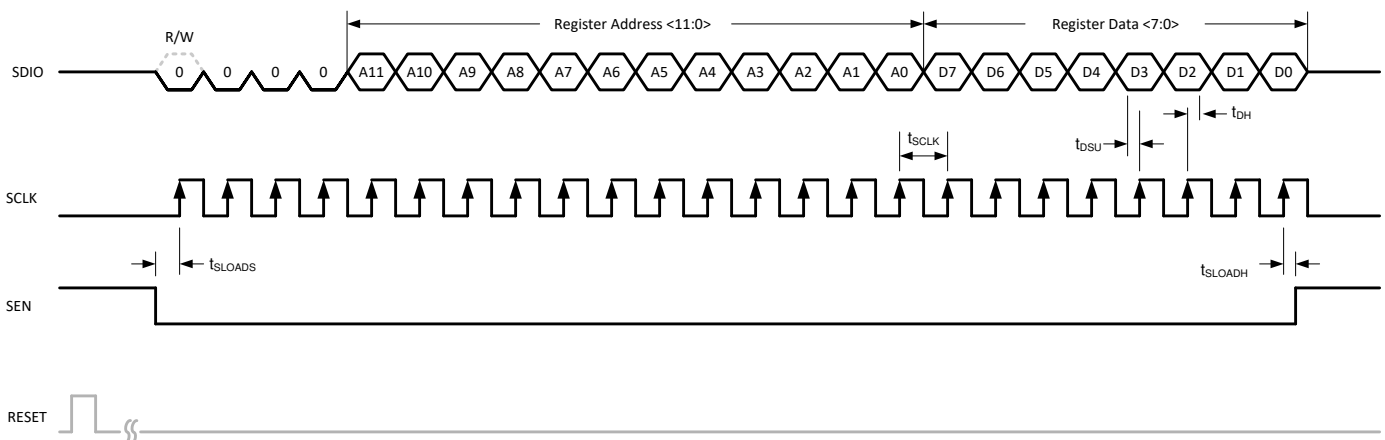 Register Address <11:0> Register Data <7:0>
R/W
SDIO 0 0 0 0 A11 A10 A9 A8 A7 A6 A5 A4 A3 A2 A1 A0 D7 D6 D5 D4 D3 D2 D1 D0
tDH
tSCLK tDSU
SCLK
tSLOADS tSLOADH
SEN
RESET